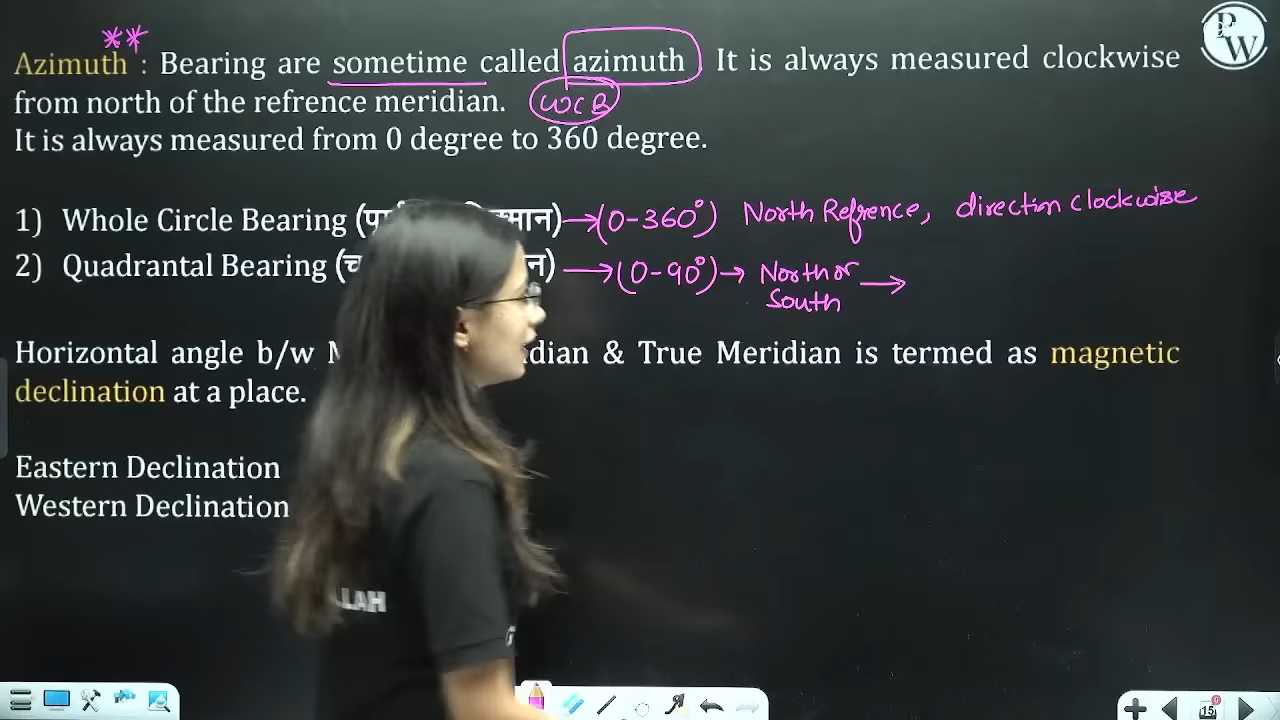 **
Azimuth : Bearing are sometime called azimuth It is always measured clockwise
from north of the refrence meridian. WCB
It is always measured from 0 degree to 360 degree.
1) Whole Circle Bearing → (0-360°) North Refrence, direction clockwise
2) Quadrantal Bearing → (0-90°) → North or South →
Horizontal angle b/w & True Meridian is termed as magnetic
declination at a place.
Eastern Declination
Western Declination
PW
LLAH
15